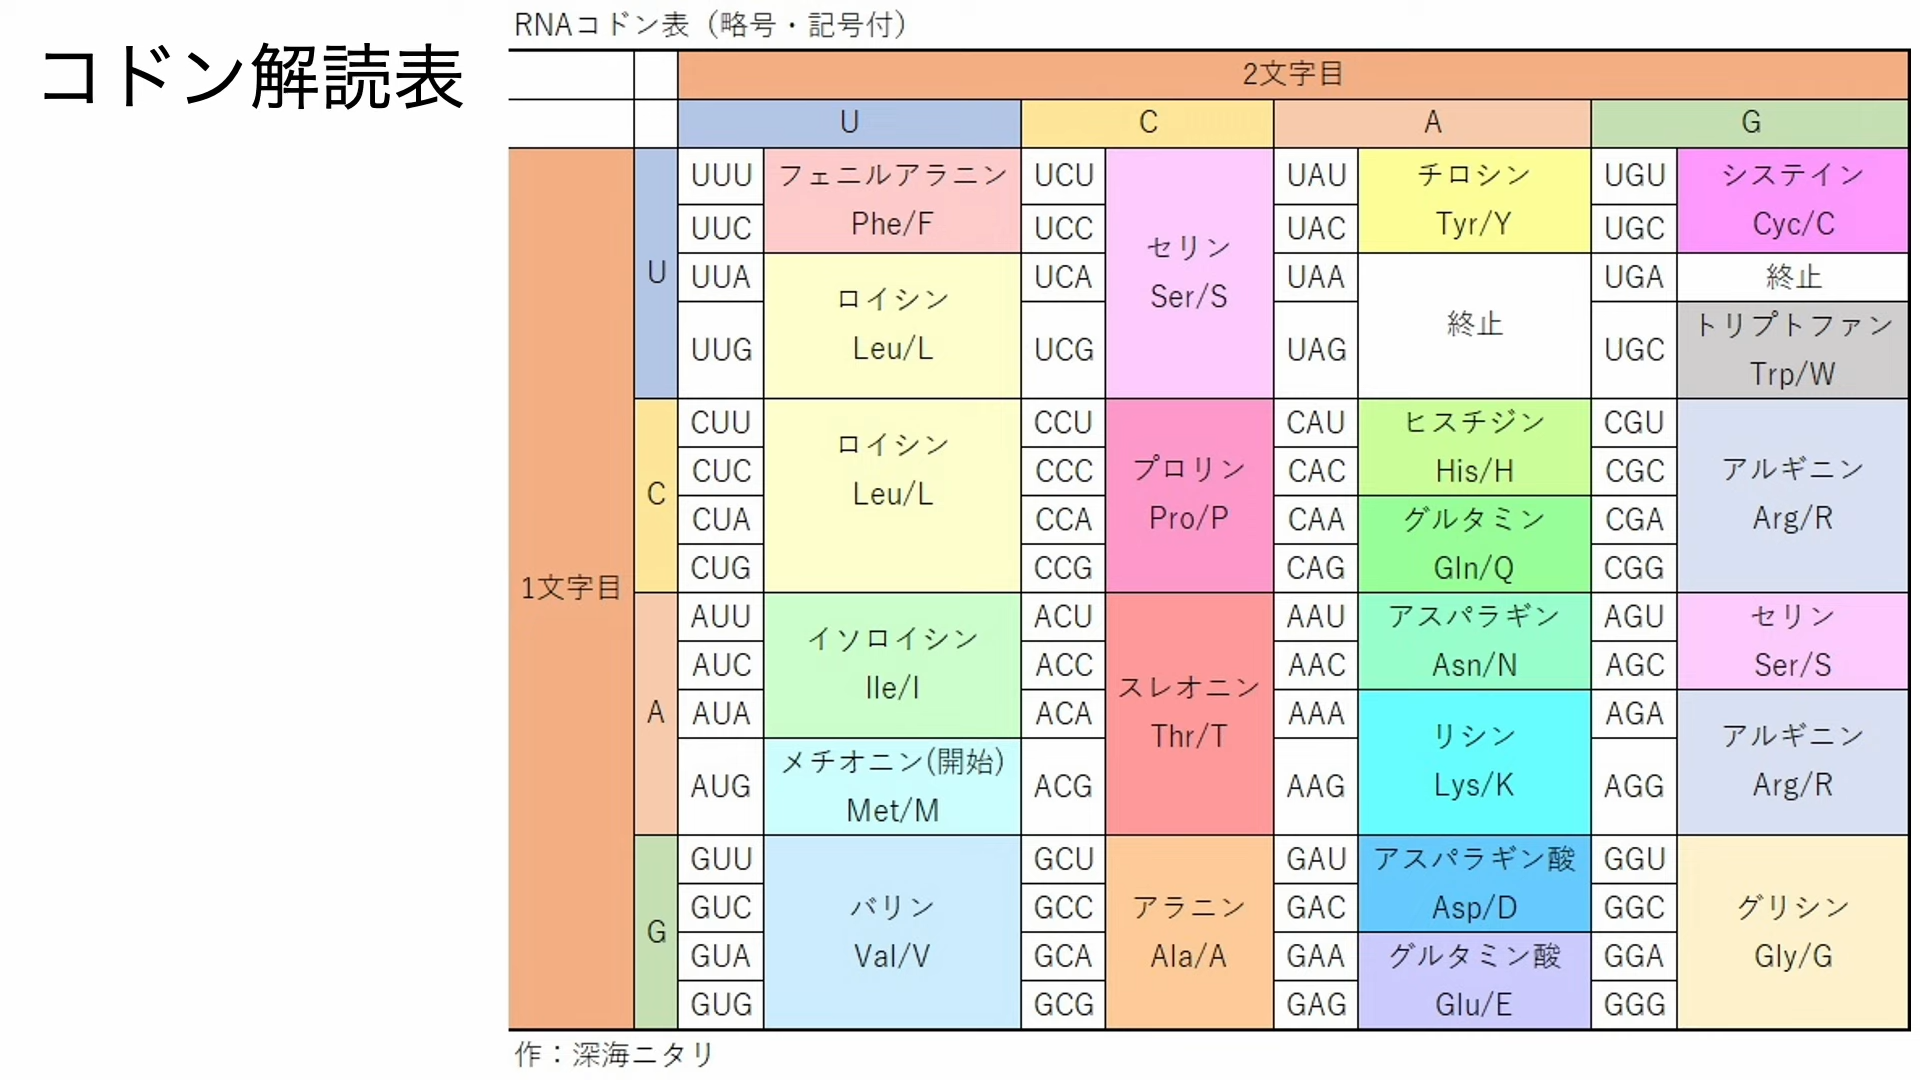 コドン解読表
RNAコドン表（略号・記号付）
2文字目
U C A G
1文字目
U
UUU フェニルアラニン UCU セリン UAU チロシン UGU システイン
UUC Phe/F UCC Ser/S UAC Tyr/Y UGC Cyc/C
UUA ロイシン UCA UAA 終止 UGA 終止
UUG Leu/L UCG UAG UGC トリプトファン
Trp/W
C
CUU ロイシン CCU プロリン CAU ヒスチジン CGU アルギニン
CUC Leu/L CCC Pro/P CAC His/H CGC Arg/R
CUA CCA CAA グルタミン CGA
CUG CCG CAG Gln/Q CGG
A
AUU イソロイシン ACU スレオニン AAU アスパラギン AGU セリン
AUC Ile/I ACC Thr/T AAC Asn/N AGC Ser/S
AUA ACA AAA リシン AGA アルギニン
AUG メチオニン(開始) ACG AAG Lys/K AGG Arg/R
Met/M
G
GUU バリン GCU アラニン GAU アスパラギン酸 GGU グリシン
GUC Val/V GCC Ala/A GAC Asp/D GGC Gly/G
GUA GCA GAA グルタミン酸 GGA
GUG GCG GAG Glu/E GGG
作：深海ニタリ